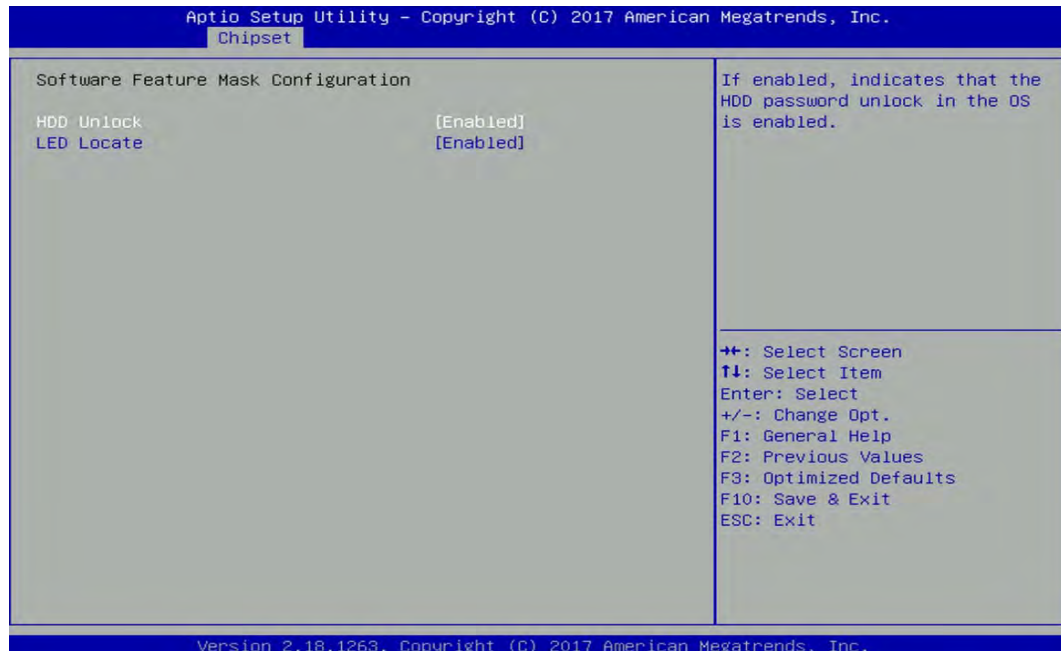 Aptio Setup Utility – Copyright (C) 2017 American Megatrends, Inc.
Chipset
Software Feature Mask Configuration
HDD Unlock [Enabled]
LED Locate [Enabled]
If enabled, indicates that the
HDD password unlock in the OS
is enabled.
→←: Select Screen
↑↓: Select Item
Enter: Select
+/-: Change Opt.
F1: General Help
F2: Previous Values
F3: Optimized Defaults
F10: Save & Exit
ESC: Exit
Version 2.18.1263. Copyright (C) 2017 American Megatrends, Inc.